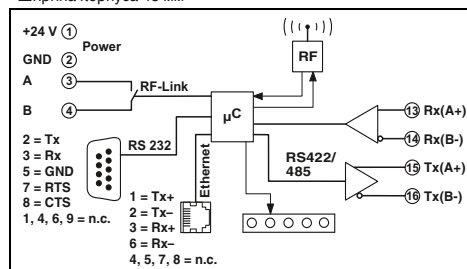 +24 V 1
Power
GND 2
A 3
RF-Link
B 4
RF
µC
13 Rx(A+)
14 Rx(B-)
RS422/
485
15 Tx(A+)
16 Tx(B-)
RS 232
2 = Tx
3 = Rx
5 = GND
7 = RTS
8 = CTS
1, 4, 6, 9 = n.c.
Ethernet
1 = Tx+
2 = Tx–
3 = Rx+
6 = Rx–
4, 5, 7, 8 = n.c.